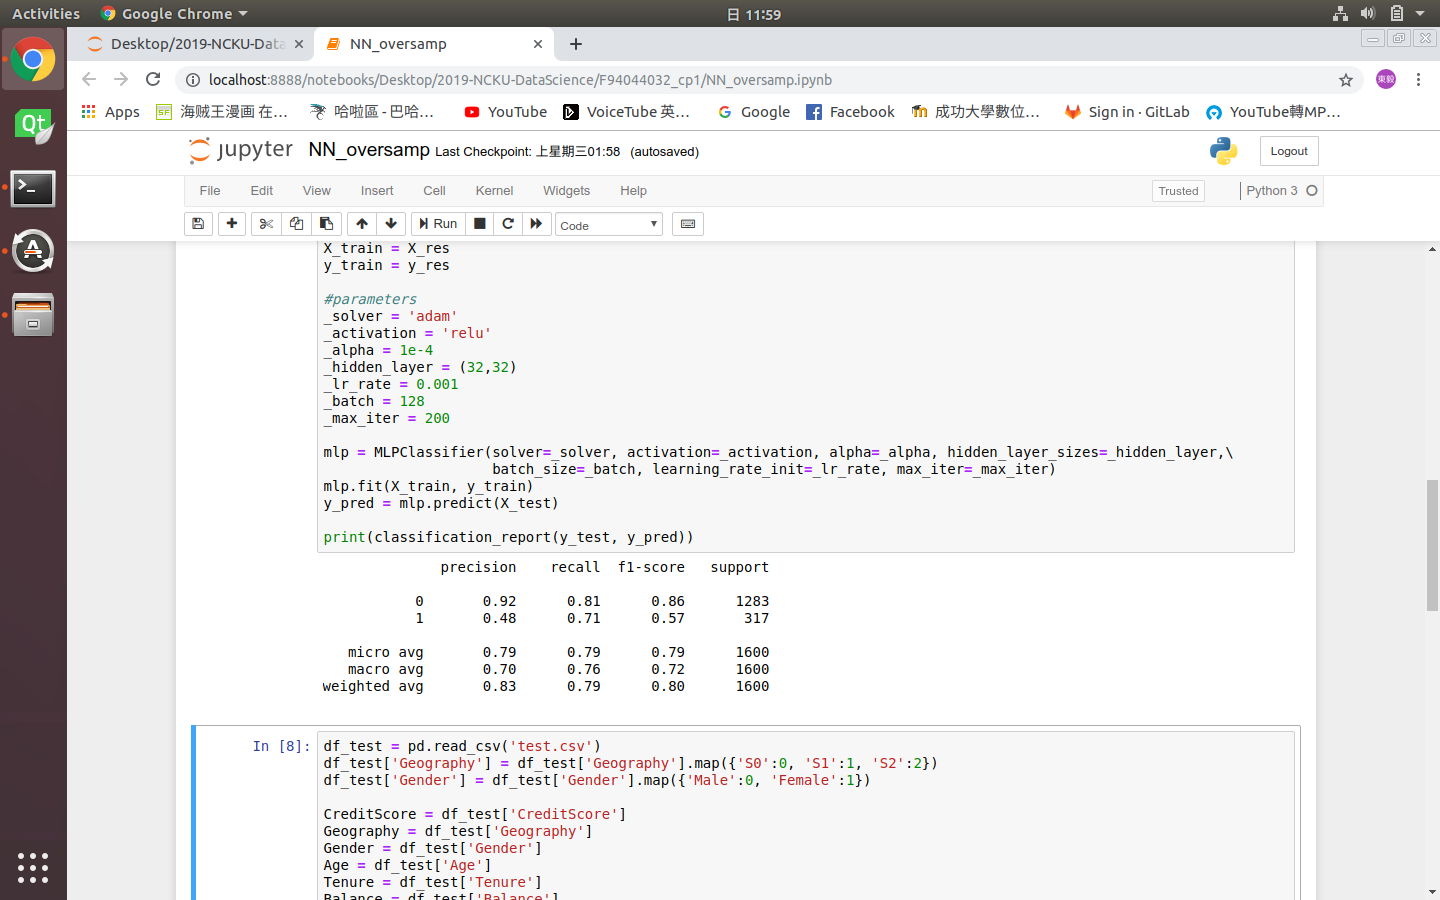 Activities Google Chrome 日 11:59
Desktop/2019-NCKU-Data NN_oversamp
localhost:8888/notebooks/Desktop/2019-NCKU-DataScience/F94044032_cp1/NN_oversamp.ipynb 東毅
Apps 海贼王漫画 在… 哈啦區 - 巴哈… YouTube VoiceTube 英… Google Facebook 成功大學數位… Sign in · GitLab YouTube轉MP…
jupyter NN_oversamp Last Checkpoint: 上星期三01:58 (autosaved) Logout
File Edit View Insert Cell Kernel Widgets Help Trusted Python 3
Run Code
X_train = X_res
y_train = y_res
#parameters
_solver = 'adam'
_activation = 'relu'
_alpha = 1e-4
_hidden_layer = (32,32)
_lr_rate = 0.001
_batch = 128
_max_iter = 200
mlp = MLPClassifier(solver=_solver, activation=_activation, alpha=_alpha, hidden_layer_sizes=_hidden_layer,\
batch_size=_batch, learning_rate_init=_lr_rate, max_iter=_max_iter)
mlp.fit(X_train, y_train)
y_pred = mlp.predict(X_test)
print(classification_report(y_test, y_pred))
precision recall f1-score support
0 0.92 0.81 0.86 1283
1 0.48 0.71 0.57 317
micro avg 0.79 0.79 0.79 1600
macro avg 0.70 0.76 0.72 1600
weighted avg 0.83 0.79 0.80 1600
In [8]: df_test = pd.read_csv('test.csv')
df_test['Geography'] = df_test['Geography'].map({'S0':0, 'S1':1, 'S2':2})
df_test['Gender'] = df_test['Gender'].map({'Male':0, 'Female':1})
CreditScore = df_test['CreditScore']
Geography = df_test['Geography']
Gender = df_test['Gender']
Age = df_test['Age']
Tenure = df_test['Tenure']
Balance = df_test['Balance']